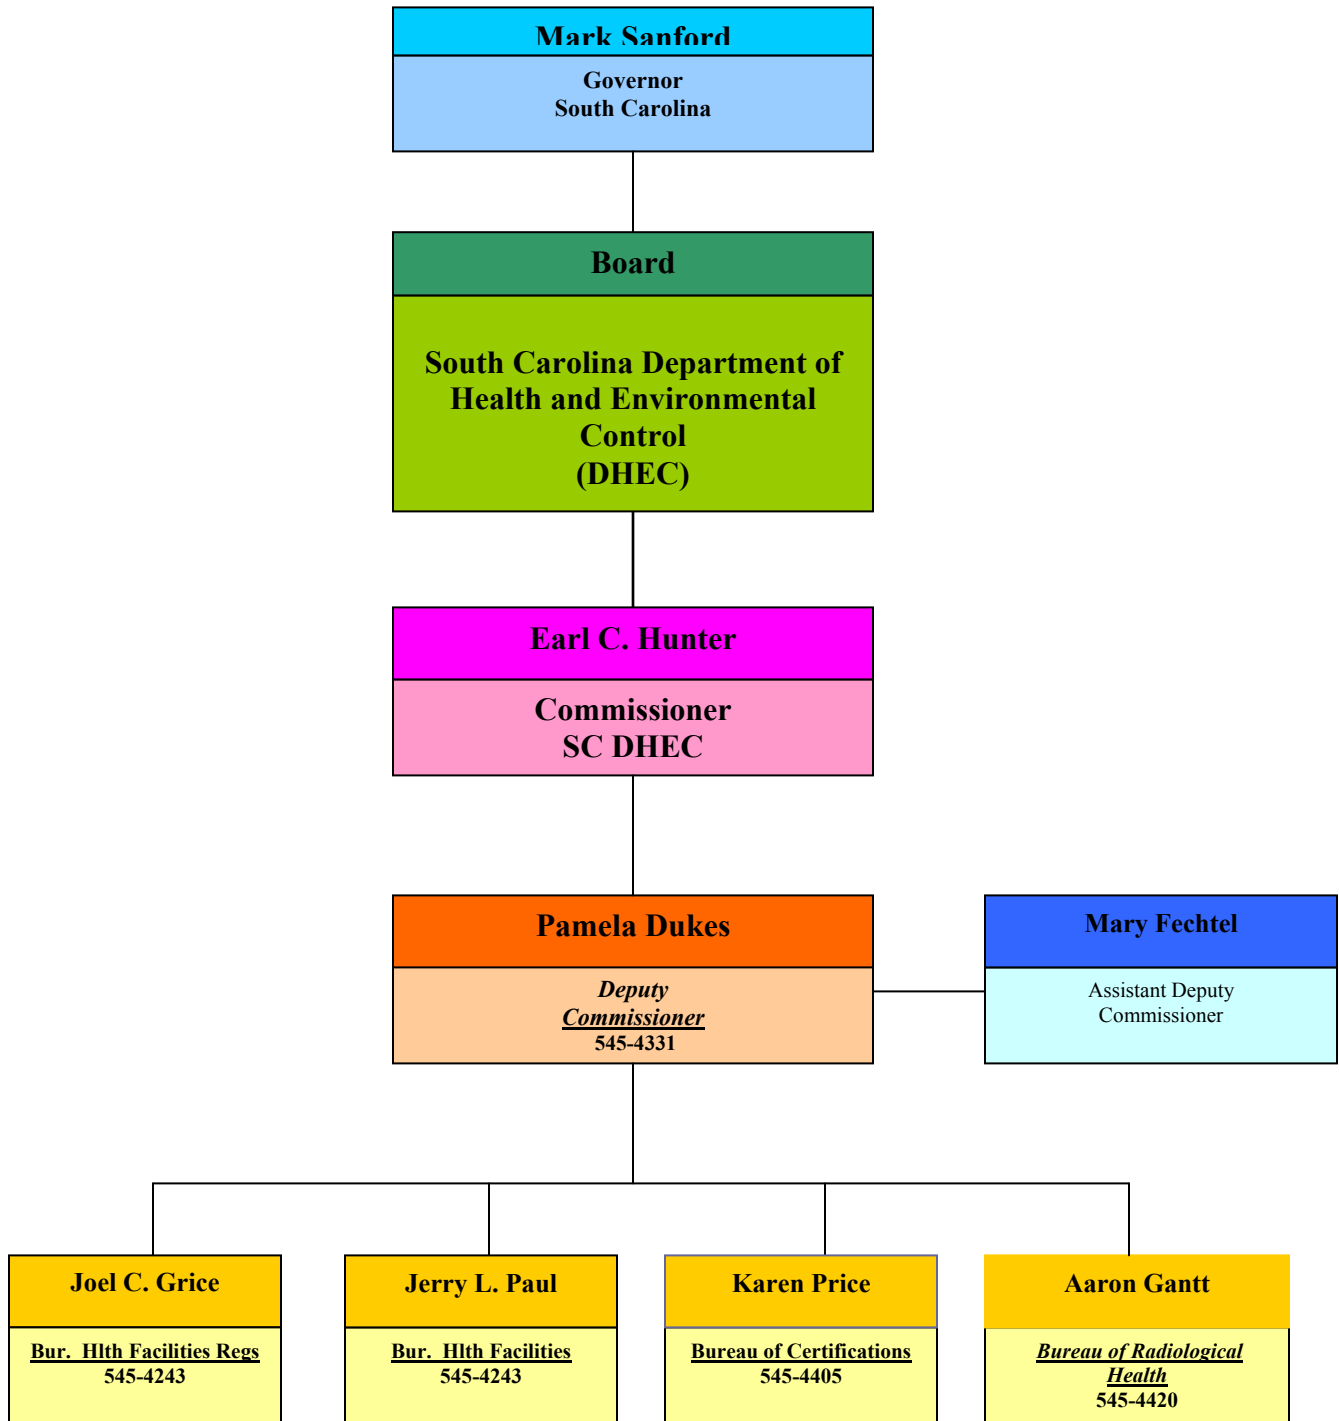 Mark Sanford
Governor
South Carolina
Board
South Carolina Department of
Health and Environmental
Control
(DHEC)
Earl C. Hunter
Commissioner
SC DHEC
Pamela Dukes
Deputy
Commissioner
545-4331
Mary Fechtel
Assistant Deputy
Commissioner
Joel C. Grice
Bur. Hlth Facilities Regs
545-4243
Jerry L. Paul
Bur. Hlth Facilities
545-4243
Karen Price
Bureau of Certifications
545-4405
Aaron Gantt
Bureau of Radiological
Health
545-4420